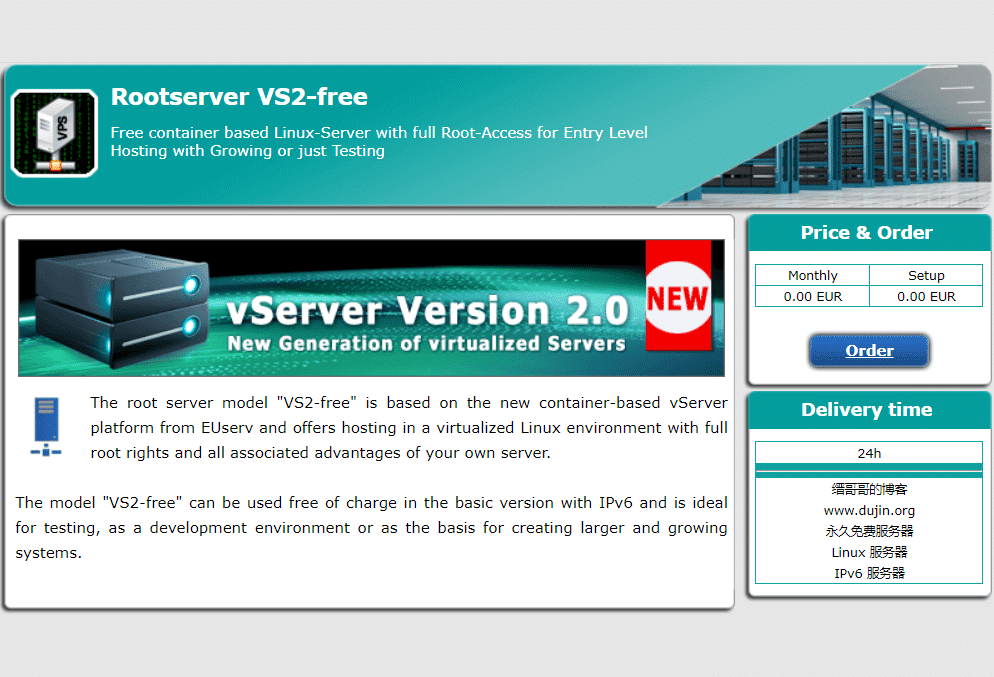 Rootserver VS2-free
Free container based Linux-Server with full Root-Access for Entry Level
Hosting with Growing or just Testing
VPS
vServer Version 2.0
New Generation of virtualized Servers
NEW
The root server model "VS2-free" is based on the new container-based vServer
platform from EUserv and offers hosting in a virtualized Linux environment with full
root rights and all associated advantages of your own server.
The model "VS2-free" can be used free of charge in the basic version with IPv6 and is ideal
for testing, as a development environment or as the basis for creating larger and growing
systems.
Price & Order
Monthly Setup
0.00 EUR 0.00 EUR
Order
Delivery time
24h
缙哥哥的博客
www.dujin.org
永久免费服务器
Linux 服务器
IPv6 服务器